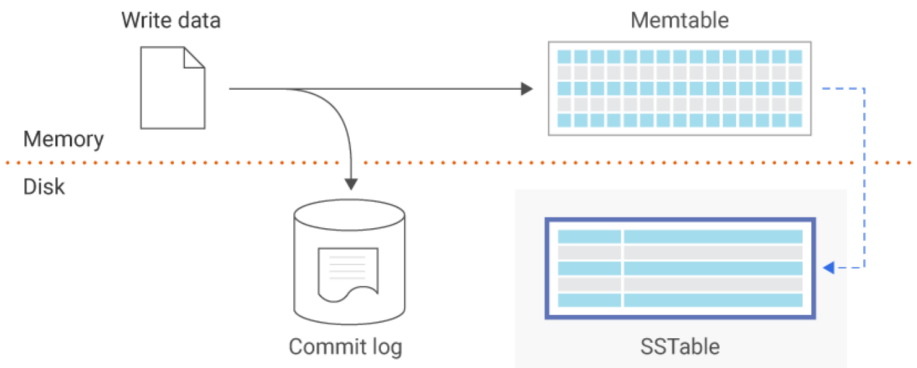 Write data
Memtable
Memory
Disk
Commit log
SSTable